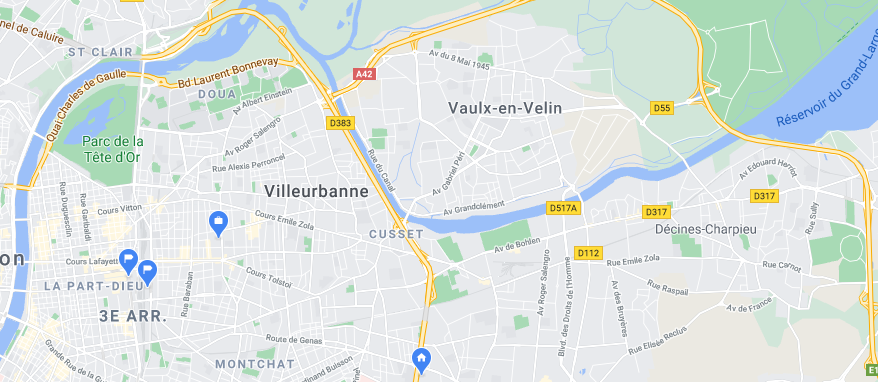 nel de Caluire
ST CLAIR
Quai Charles de Gaulle
Bd Laurent Bonnevay
DOUA
Av Albert Einstein
A42
Av du 8 Mai 1945
Vaulx-en-Velin
D55
Réservoir du Grand-Large
D383
Parc de la
Tête d'Or
Av Roger Salengro
Rue Alexis Perroncel
Rue du Canal
Av Gabriel Péri
Av Edouard Herriot
Villeurbanne
Rue Duguesclin
Rue Garibaldi
Cours Vitton
Cours Emile Zola
CUSSET
Av Grandclément
D517A
D317
D317
Rue Sully
Décines-Charpieu
Av de Bohlen
D112
Rue Emile Zola
Rue Carnot
on
Cours Lafayette
LA PART-DIEU
Rue Baraban
Cours Tolstoï
Av Roger Salengro
Blvd. des Droits de l'Homme
Av des Bruyères
Rue Raspail
Av de France
3E ARR.
Route de Genas
Rue Elisée Reclus
Grande Rue de la Gu
MONTCHAT
dinand Buisson
E1